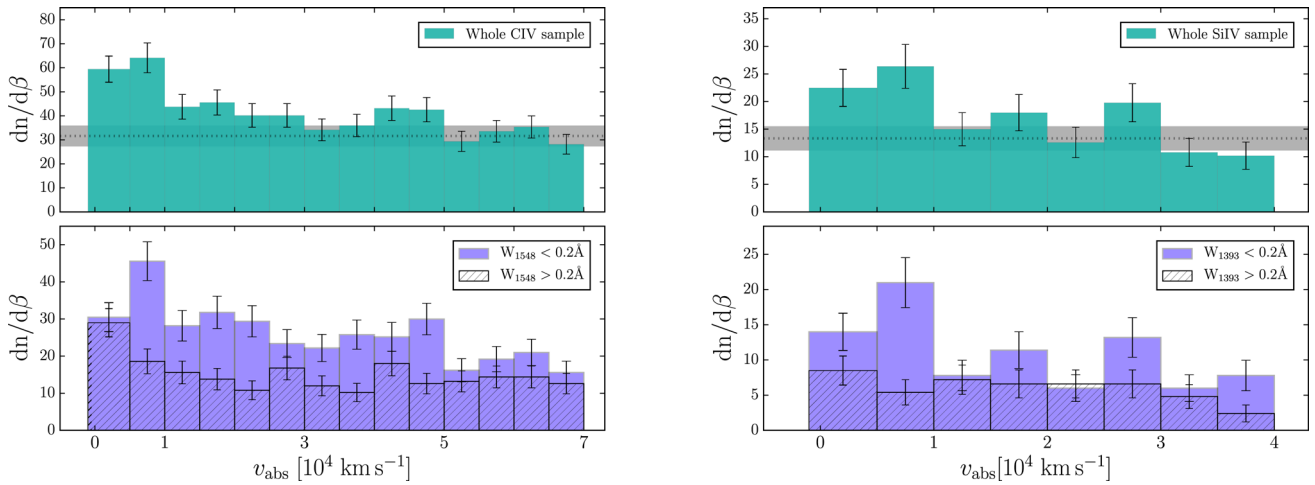 80
70
60
50
40
30
20
10
0
dn/dβ
Whole CIV sample
50
40
30
20
10
0
dn/dβ
W₁₅₄₈ < 0.2Å
W₁₅₄₈ > 0.2Å
0 1 3 5 7
v_abs [10⁴ km s⁻¹]
35
30
25
20
15
10
5
0
dn/dβ
Whole SiIV sample
25
20
15
10
5
0
dn/dβ
W₁₃₉₃ < 0.2Å
W₁₃₉₃ > 0.2Å
0 1 2 3 4
v_abs [10⁴ km s⁻¹]